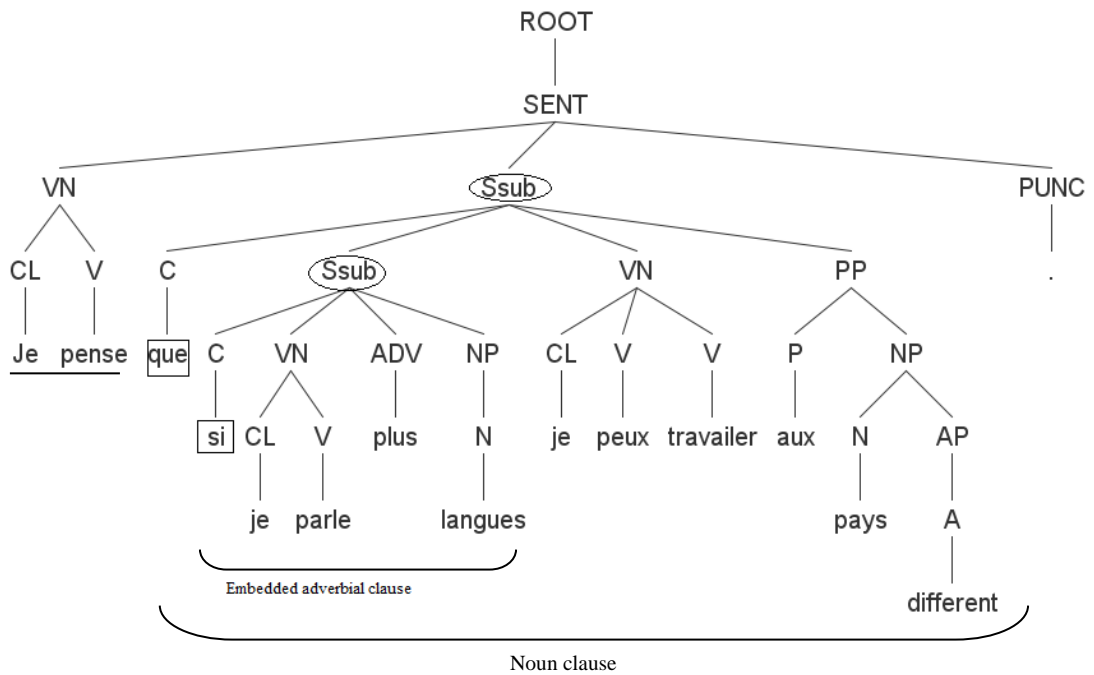 ROOT
SENT
VN Ssub PUNC
CL V C Ssub VN PP .
Je pense que C VN ADV NP CL V V P NP
si CL V plus N je peux travailer aux N AP
je parle langues pays A
Embedded adverbial clause
different
Noun clause